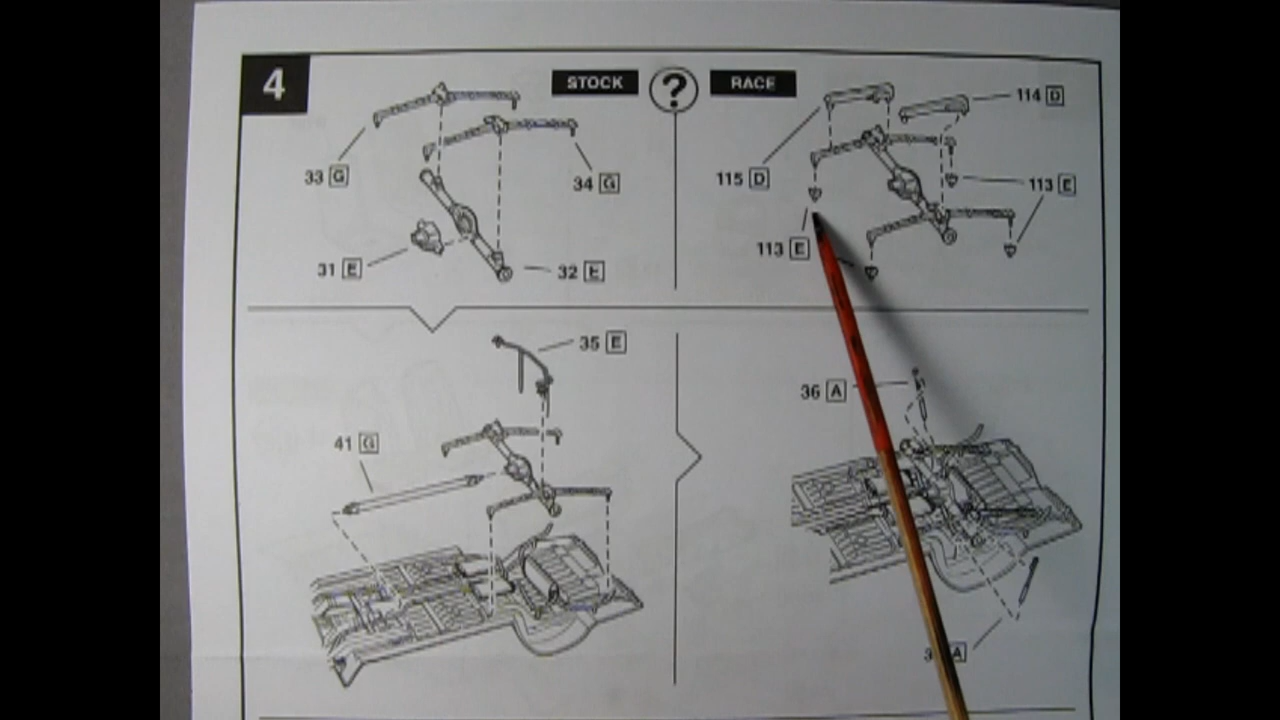 4
STOCK ? RACE
33 G
34 G
31 E
32 E
114 D
115 D
113 E
113 E
35 E
41 G
36 A
A